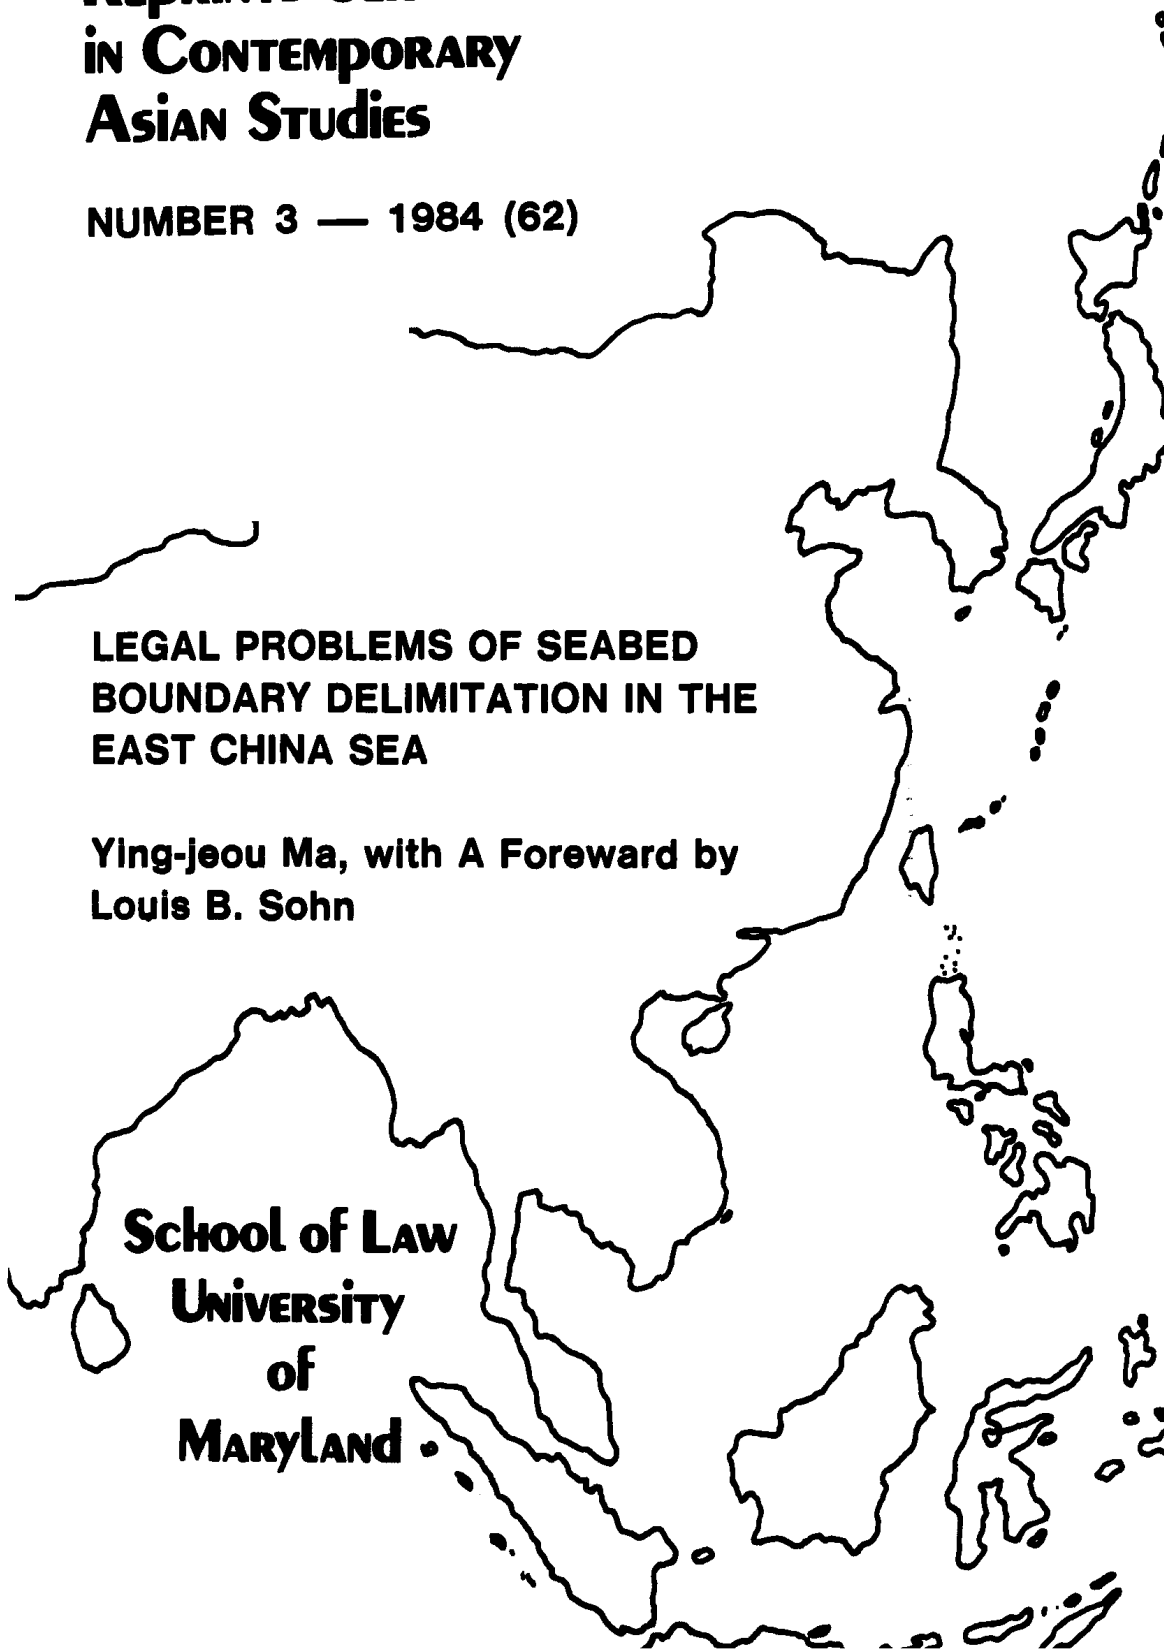 in Contemporary
Asian Studies
NUMBER 3 — 1984 (62)
LEGAL PROBLEMS OF SEABED
BOUNDARY DELIMITATION IN THE
EAST CHINA SEA
Ying-jeou Ma, with A Foreward by
Louis B. Sohn
School of Law
University
of
Maryland